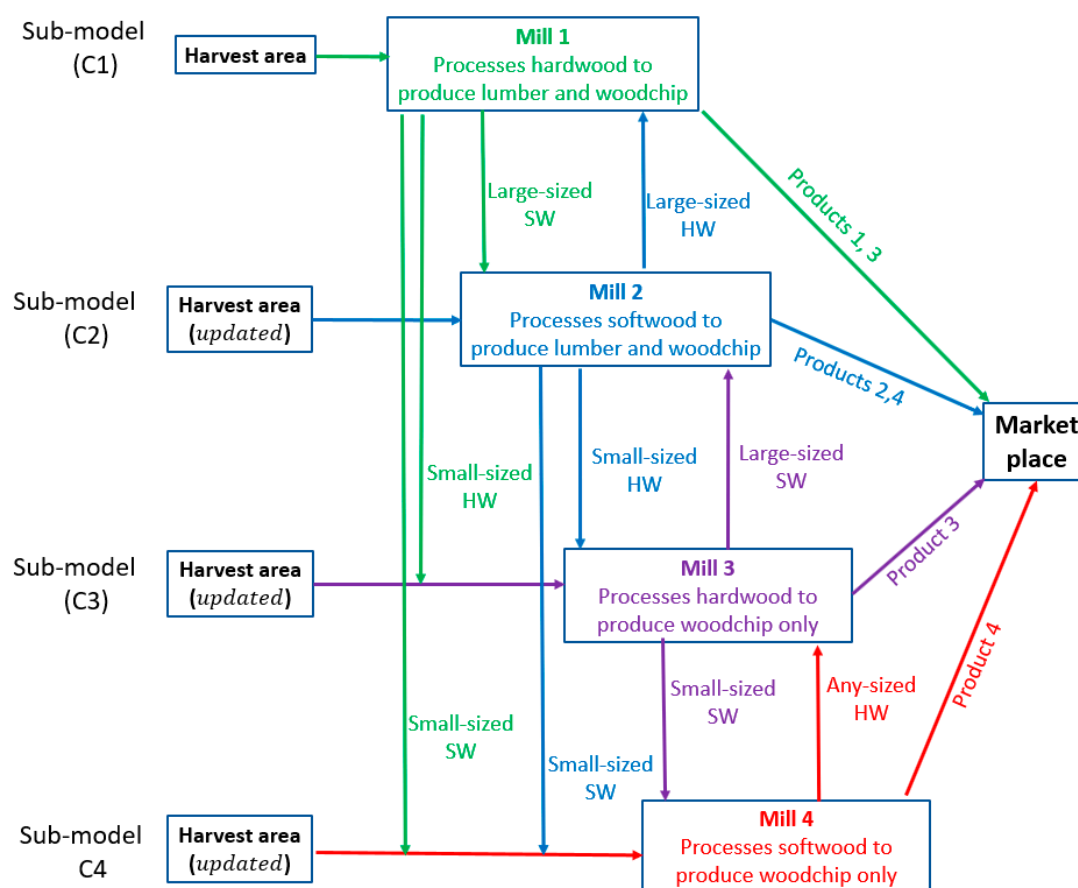 Sub-model
(C1)
Harvest area
Mill 1
Processes hardwood to
produce lumber and woodchip
Large-sized
SW
Large-sized
HW
Products 1, 3
Sub-model
(C2)
Harvest area
(updated)
Mill 2
Processes softwood to
produce lumber and woodchip
Products 2,4
Market
place
Small-sized
HW
Small-sized
HW
Large-sized
SW
Sub-model
(C3)
Harvest area
(updated)
Mill 3
Processes hardwood to
produce woodchip only
Product 3
Small-sized
SW
Small-sized
SW
Small-sized
SW
Any-sized
HW
Product 4
Sub-model
C4
Harvest area
(updated)
Mill 4
Processes softwood to
produce woodchip only